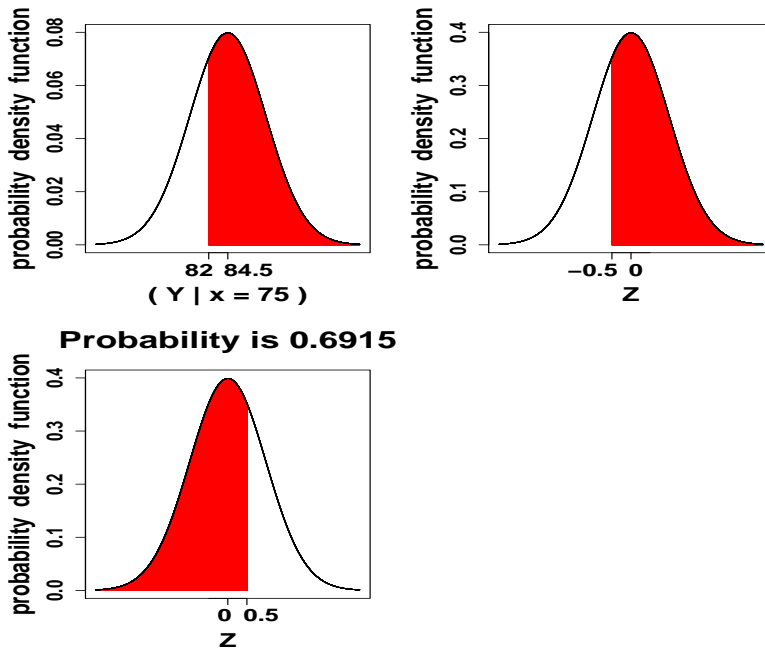 probability density function
0.08
0.06
0.04
0.02
0.00
82 84.5
( Y | x = 75 )
probability density function
0.4
0.3
0.2
0.1
0.0
−0.5 0
Z
Probability is 0.6915
probability density function
0.4
0.3
0.2
0.1
0.0
0 0.5
Z